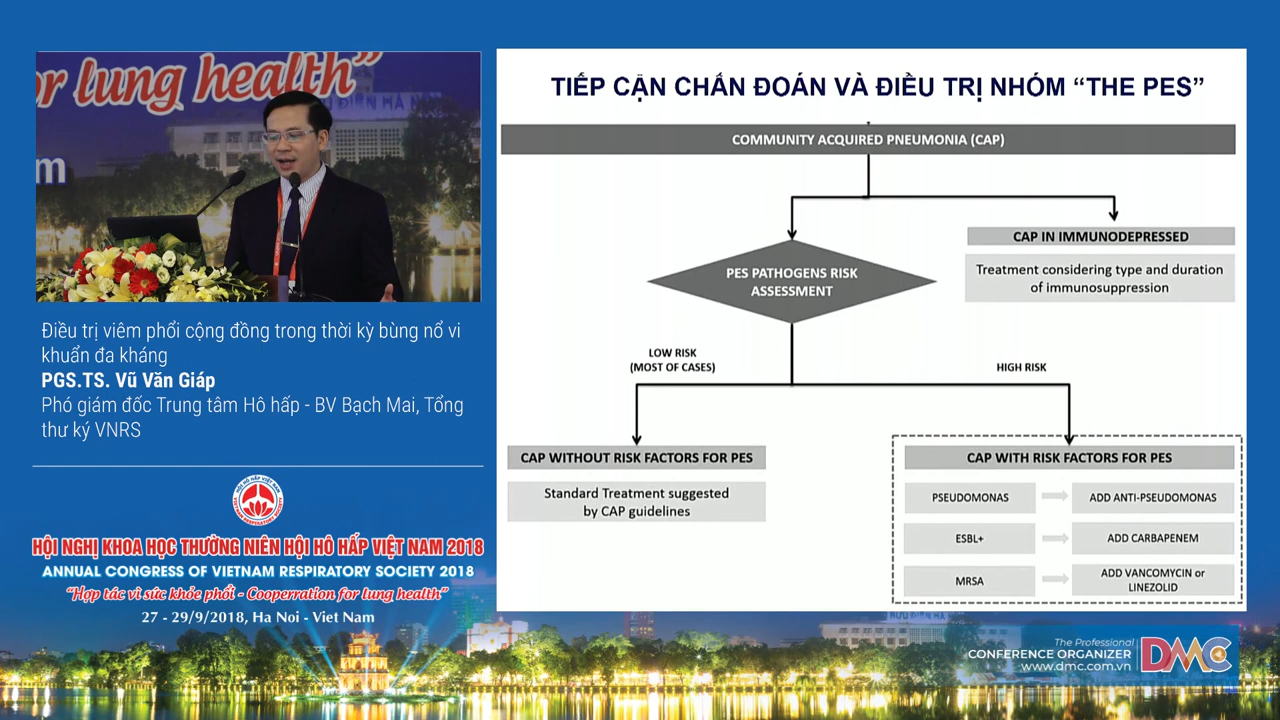 or lung health”
m
Điều trị viêm phổi cộng đồng trong thời kỳ bùng nổ vi
khuẩn đa kháng
PGS.TS. Vũ Văn Giáp
Phó giám đốc Trung tâm Hô hấp - BV Bạch Mai, Tổng
thư ký VNRS
HỘI NGHỊ KHOA HỌC THƯỜNG NIÊN HỘI HÔ HẤP VIỆT NAM 2018
ANNUAL CONGRESS OF VIETNAM RESPIRATORY SOCIETY 2018
“Hợp tác vì sức khỏe phổi - Cooperration for lung health”
27 - 29/9/2018, Ha Noi - Viet Nam
TIẾP CẬN CHẨN ĐOÁN VÀ ĐIỀU TRỊ NHÓM “THE PES”
COMMUNITY ACQUIRED PNEUMONIA (CAP)
CAP IN IMMUNODEPRESSED
Treatment considering type and duration
of immunosuppression
PES PATHOGENS RISK
ASSESSMENT
LOW RISK
(MOST OF CASES)
HIGH RISK
CAP WITHOUT RISK FACTORS FOR PES
Standard Treatment suggested
by CAP guidelines
CAP WITH RISK FACTORS FOR PES
PSEUDOMONAS
ADD ANTI-PSEUDOMONAS
ESBL+
ADD CARBAPENEM
MRSA
ADD VANCOMYCIN or
LINEZOLID
The Professional
CONFERENCE ORGANIZER
www.dmc.com.vn
DMC